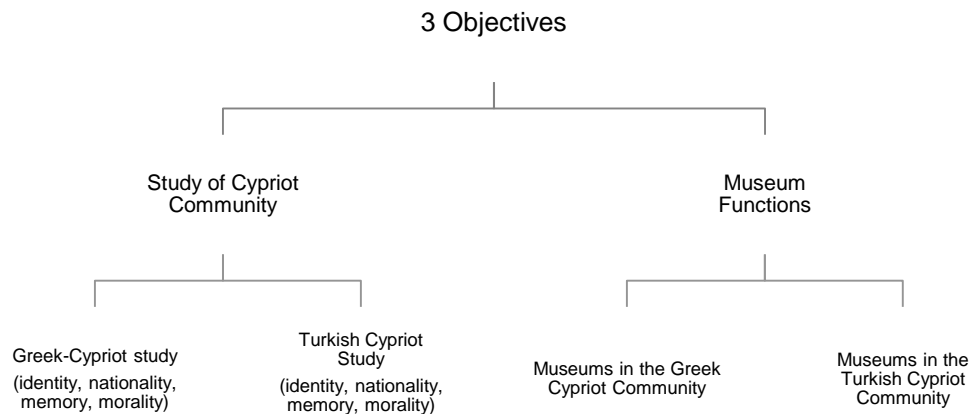 3 Objectives
Study of Cypriot
Community
Museum
Functions
Greek-Cypriot study
(identity, nationality,
memory, morality)
Turkish Cypriot
Study
(identity, nationality,
memory, morality)
Museums in the Greek
Cypriot Community
Museums in the
Turkish Cypriot
Community